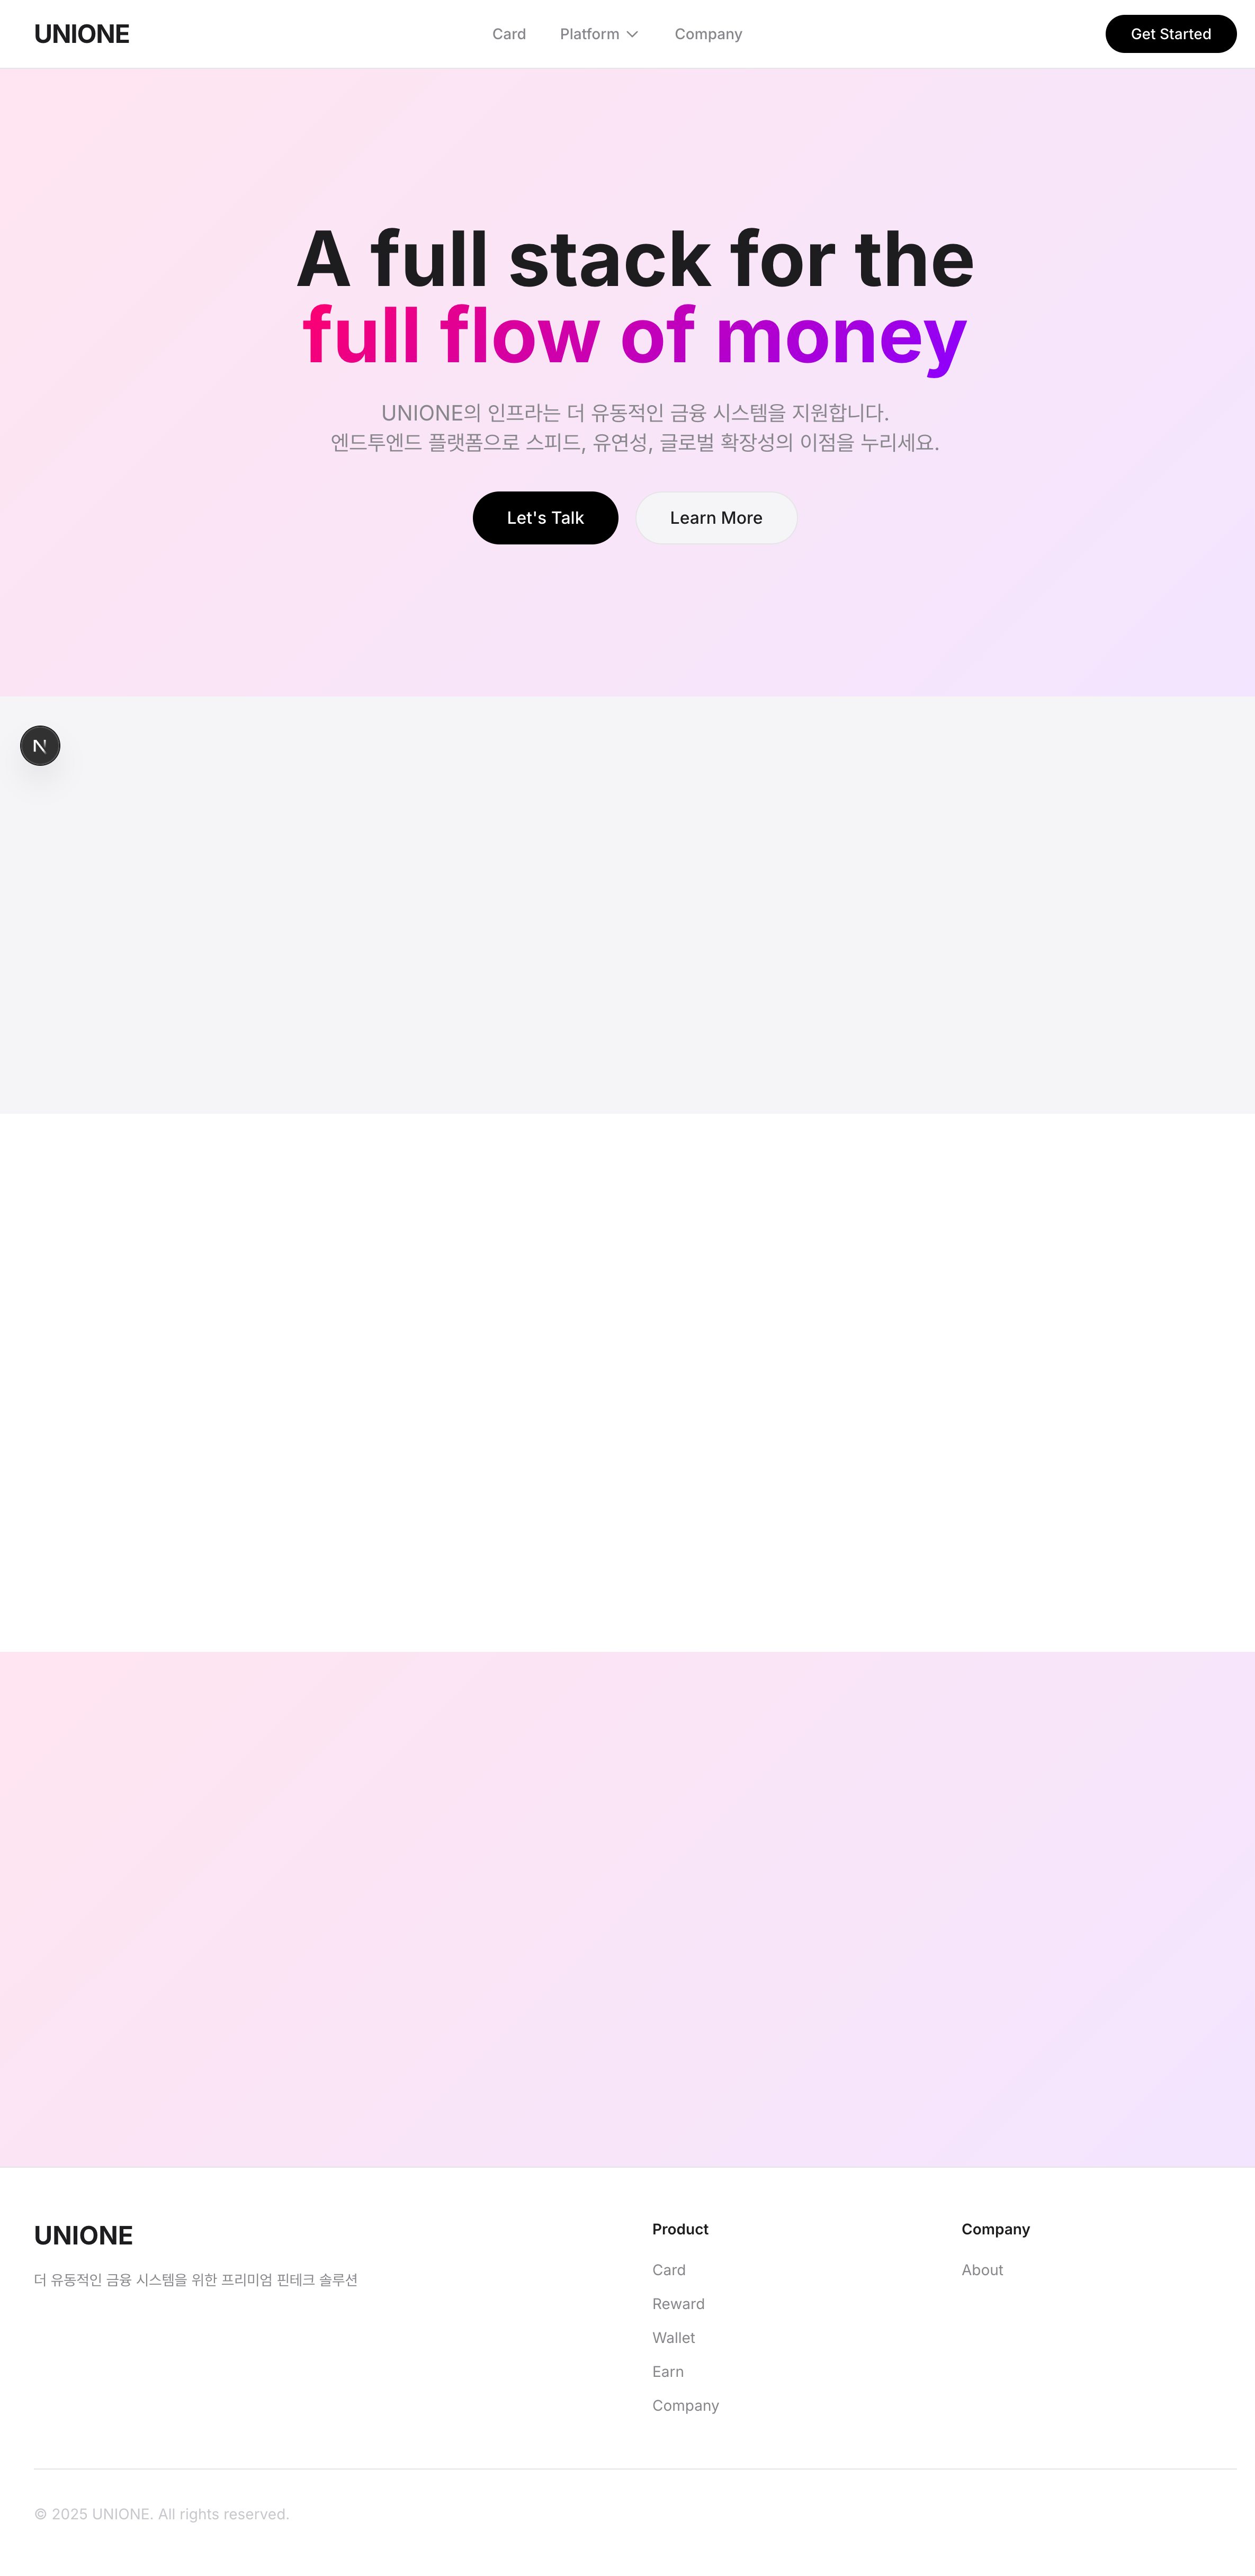 UNIONE
Card
Platform
Company
Get Started
A full stack for the
full flow of money
UNIONE의 인프라는 더 유동적인 금융 시스템을 지원합니다.
엔드투엔드 플랫폼으로 스피드, 유연성, 글로벌 확장성의 이점을 누리세요.
Let's Talk
Learn More
N
UNIONE
더 유동적인 금융 시스템을 위한 프리미엄 핀테크 솔루션
Product
Card
Reward
Wallet
Earn
Company
Company
About
© 2025 UNIONE. All rights reserved.